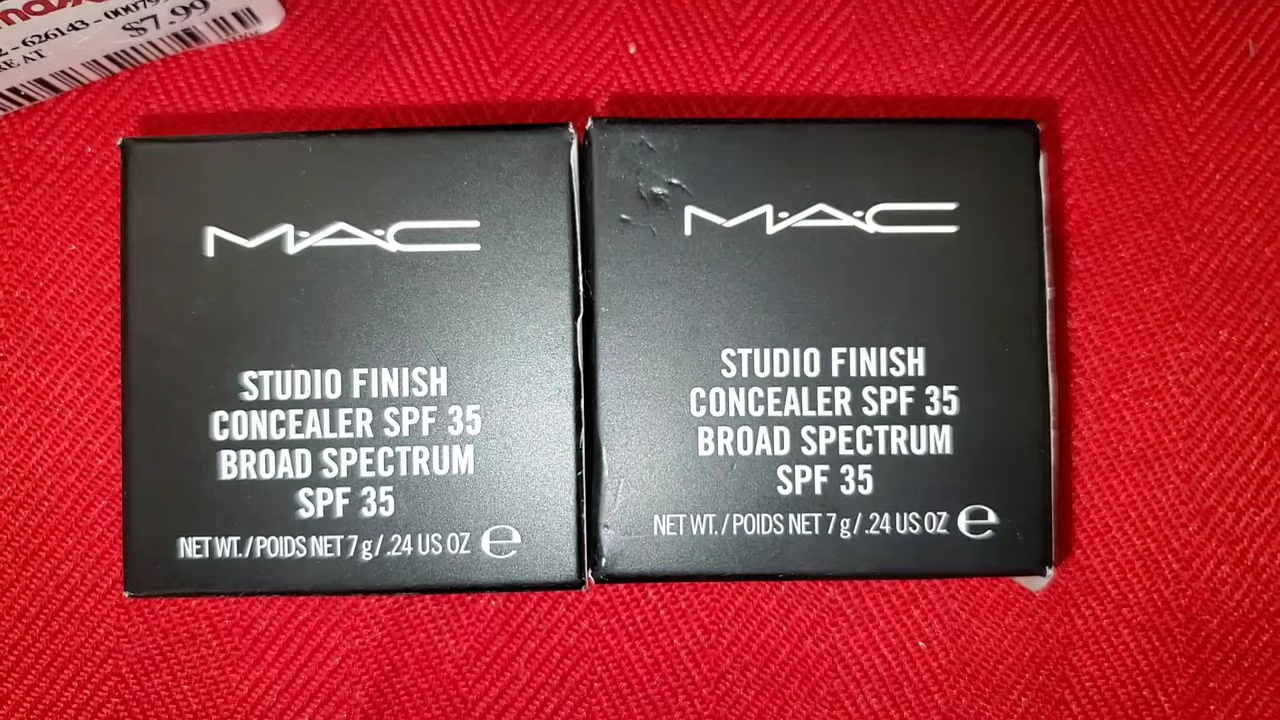 $7.99
M·A·C
STUDIO FINISH
CONCEALER SPF 35
BROAD SPECTRUM
SPF 35
NET WT./POIDS NET 7 g/.24 US OZ e
M·A·C
STUDIO FINISH
CONCEALER SPF 35
BROAD SPECTRUM
SPF 35
NET WT./POIDS NET 7 g/.24 US OZ e